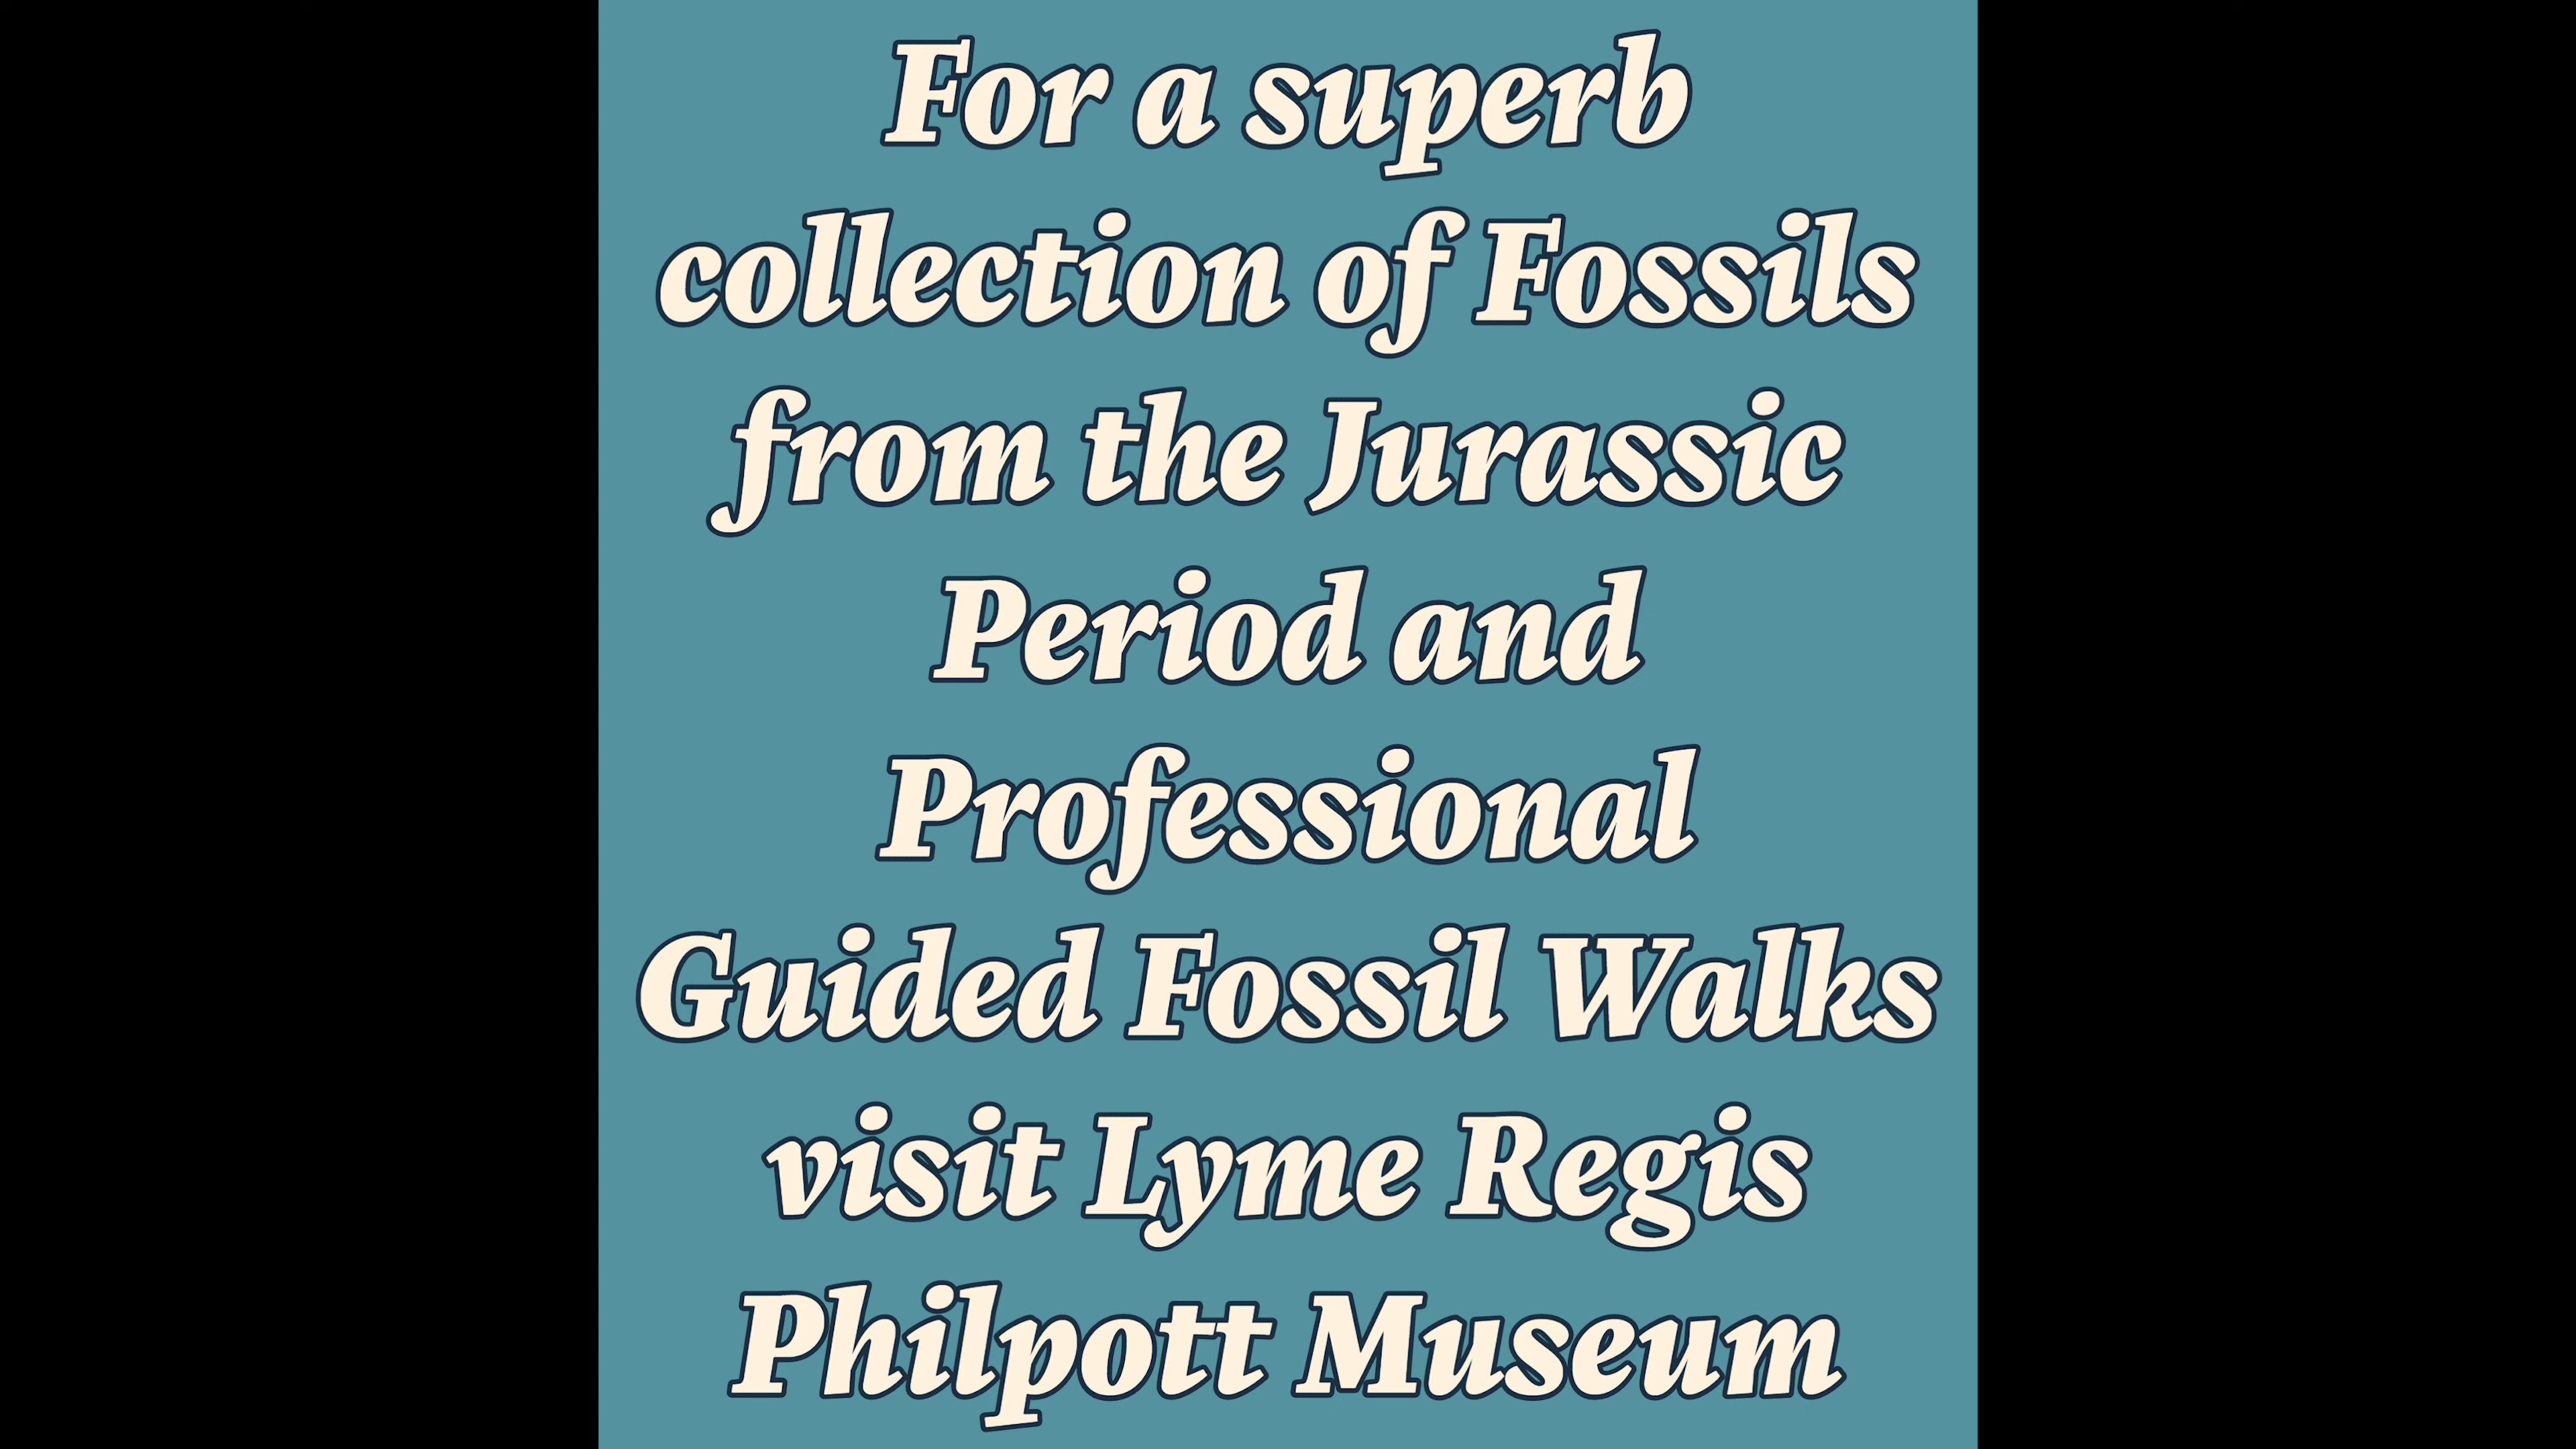 For a superb
collection of Fossils
from the Jurassic
Period and
Professional
Guided Fossil Walks
visit Lyme Regis
Philpott Museum